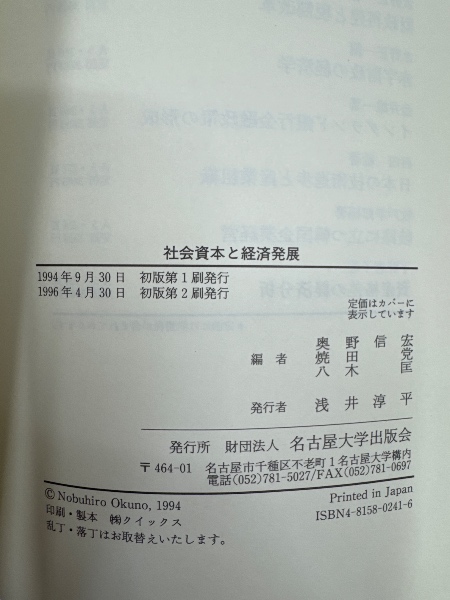 社会資本と経済発展
1994年9月30日 初版第1刷発行
1996年4月30日 初版第2刷発行
定価はカバーに
表示しています
奥野信宏
編者 焼田党
八木匡
発行者 浅井淳平
発行所 財団法人 名古屋大学出版会
〒464-01 名古屋市千種区不老町1名古屋大学構内
電話(052)781-5027/FAX(052)781-0697
©Nobuhiro Okuno, 1994
Printed in Japan
印刷・製本 ㈱クイックス
ISBN4-8158-0241-6
乱丁・落丁はお取替えいたします。